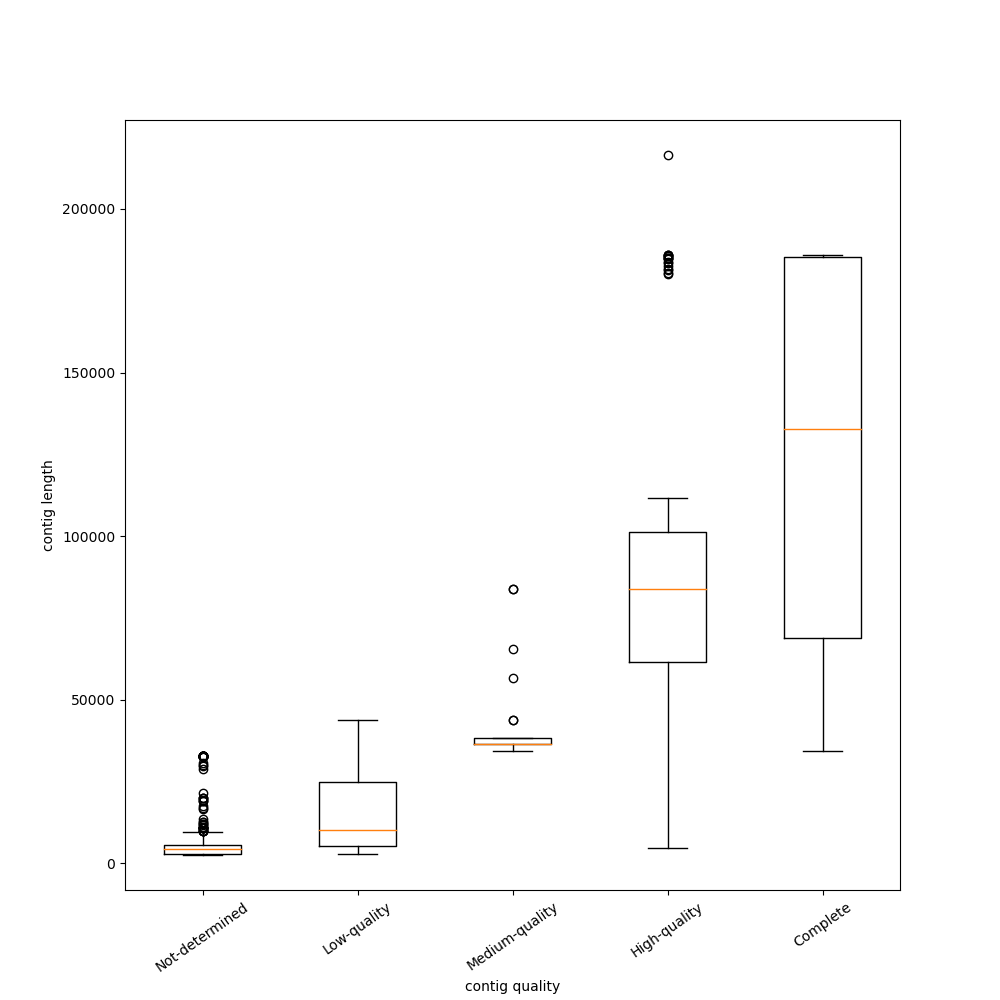 200000
150000
100000
50000
0
contig length
Not-determined
Low-quality
Medium-quality
High-quality
Complete
contig quality